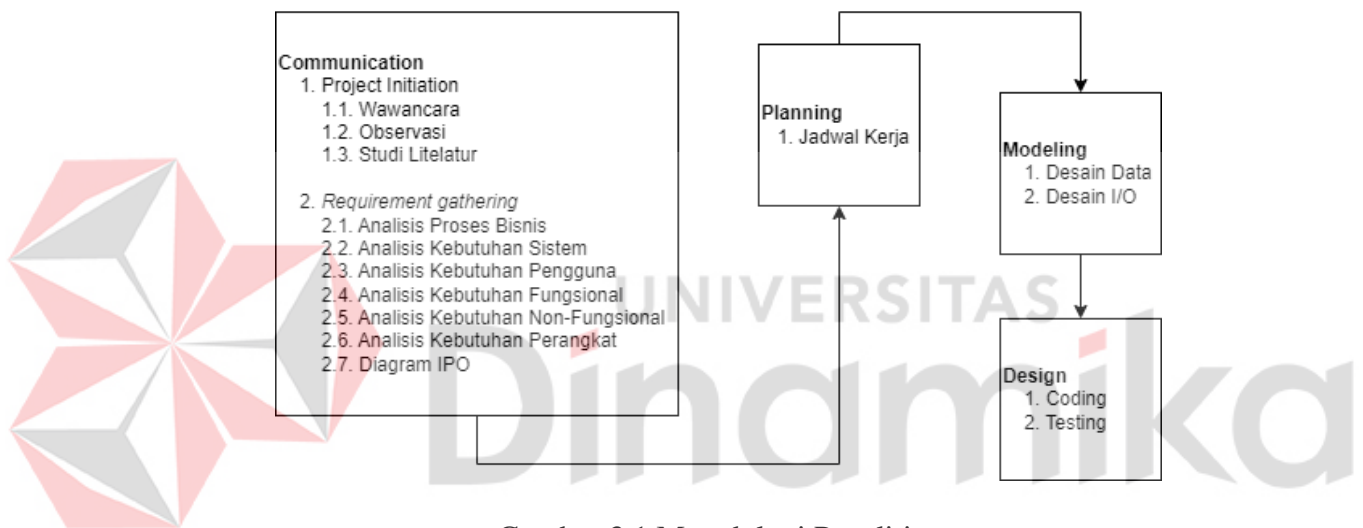 Communication
1. Project Initiation
1.1. Wawancara
1.2. Observasi
1.3. Studi Litelatur
2. Requirement gathering
2.1. Analisis Proses Bisnis
2.2. Analisis Kebutuhan Sistem
2.3. Analisis Kebutuhan Pengguna
2.4. Analisis Kebutuhan Fungsional
2.5. Analisis Kebutuhan Non-Fungsional
2.6. Analisis Kebutuhan Perangkat
2.7. Diagram IPO
Planning
1. Jadwal Kerja
Modeling
1. Desain Data
2. Desain I/O
Design
1. Coding
2. Testing
UNIVERSITAS
Dinamika